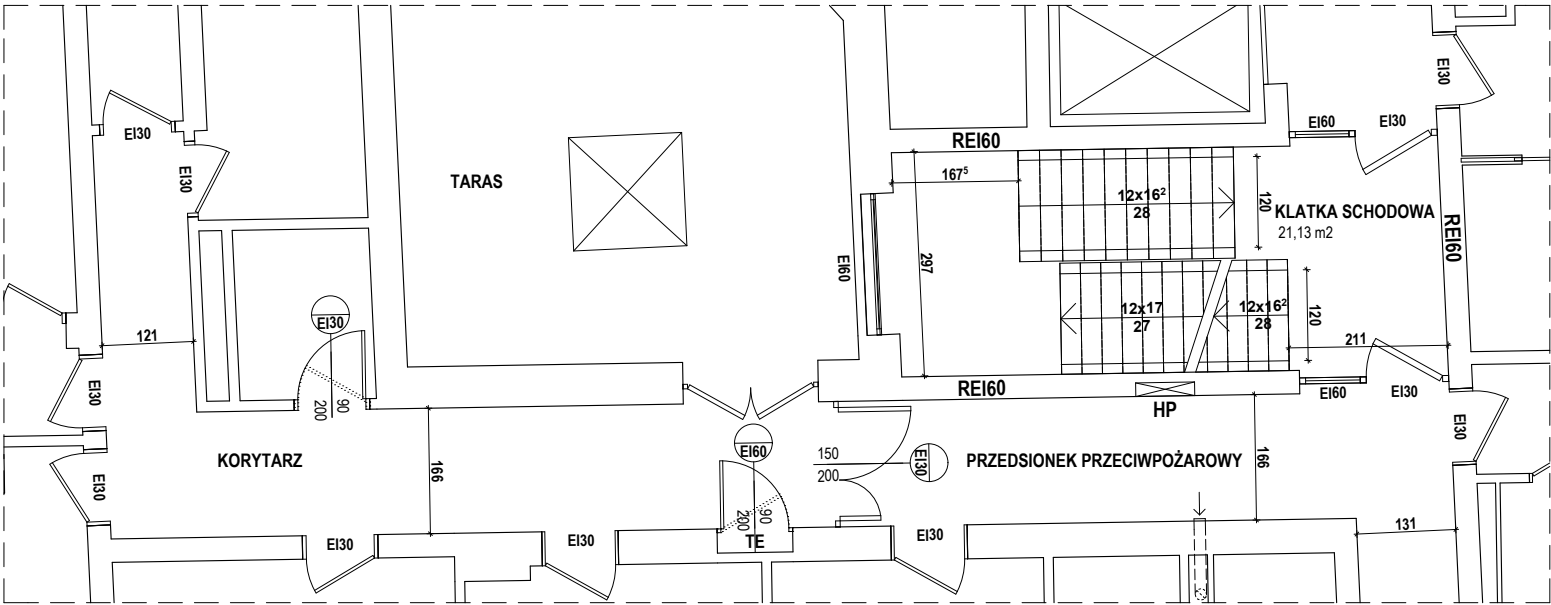 EI30
EI30
EI30
EI60
EI30
REI60
167⁵
TARAS
12x16²
28
120
KLATKA SCHODOWA
21,13 m2
REI60
EI60
297
EI30
12x17
27
12x16²
28
120
121
211
EI30
90
200
REI60
EI60
EI30
HP
EI30
KORYTARZ
166
EI60
150
200
EI30
PRZEDSIONEK PRZECIWPOŻAROWY
166
EI30
EI30
90
200
TE
EI30
EI30
EI30
131